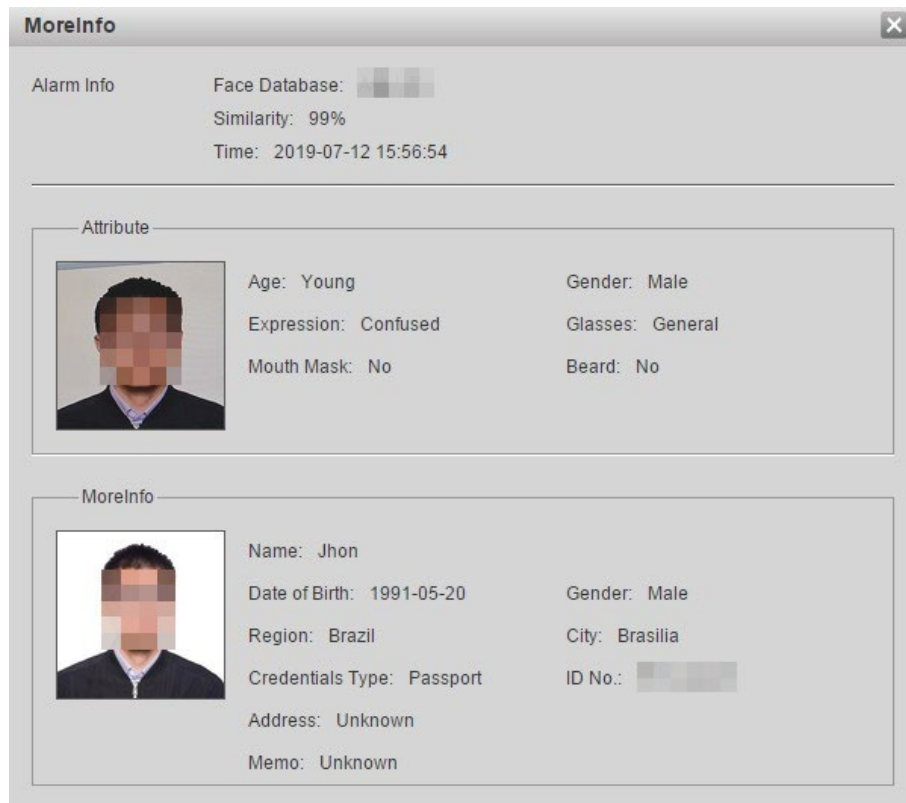 MoreInfo
Alarm Info Face Database:
Similarity: 99%
Time: 2019-07-12 15:56:54
Attribute
Age: Young Gender: Male
Expression: Confused Glasses: General
Mouth Mask: No Beard: No
MoreInfo
Name: Jhon
Date of Birth: 1991-05-20 Gender: Male
Region: Brazil City: Brasilia
Credentials Type: Passport ID No.:
Address: Unknown
Memo: Unknown